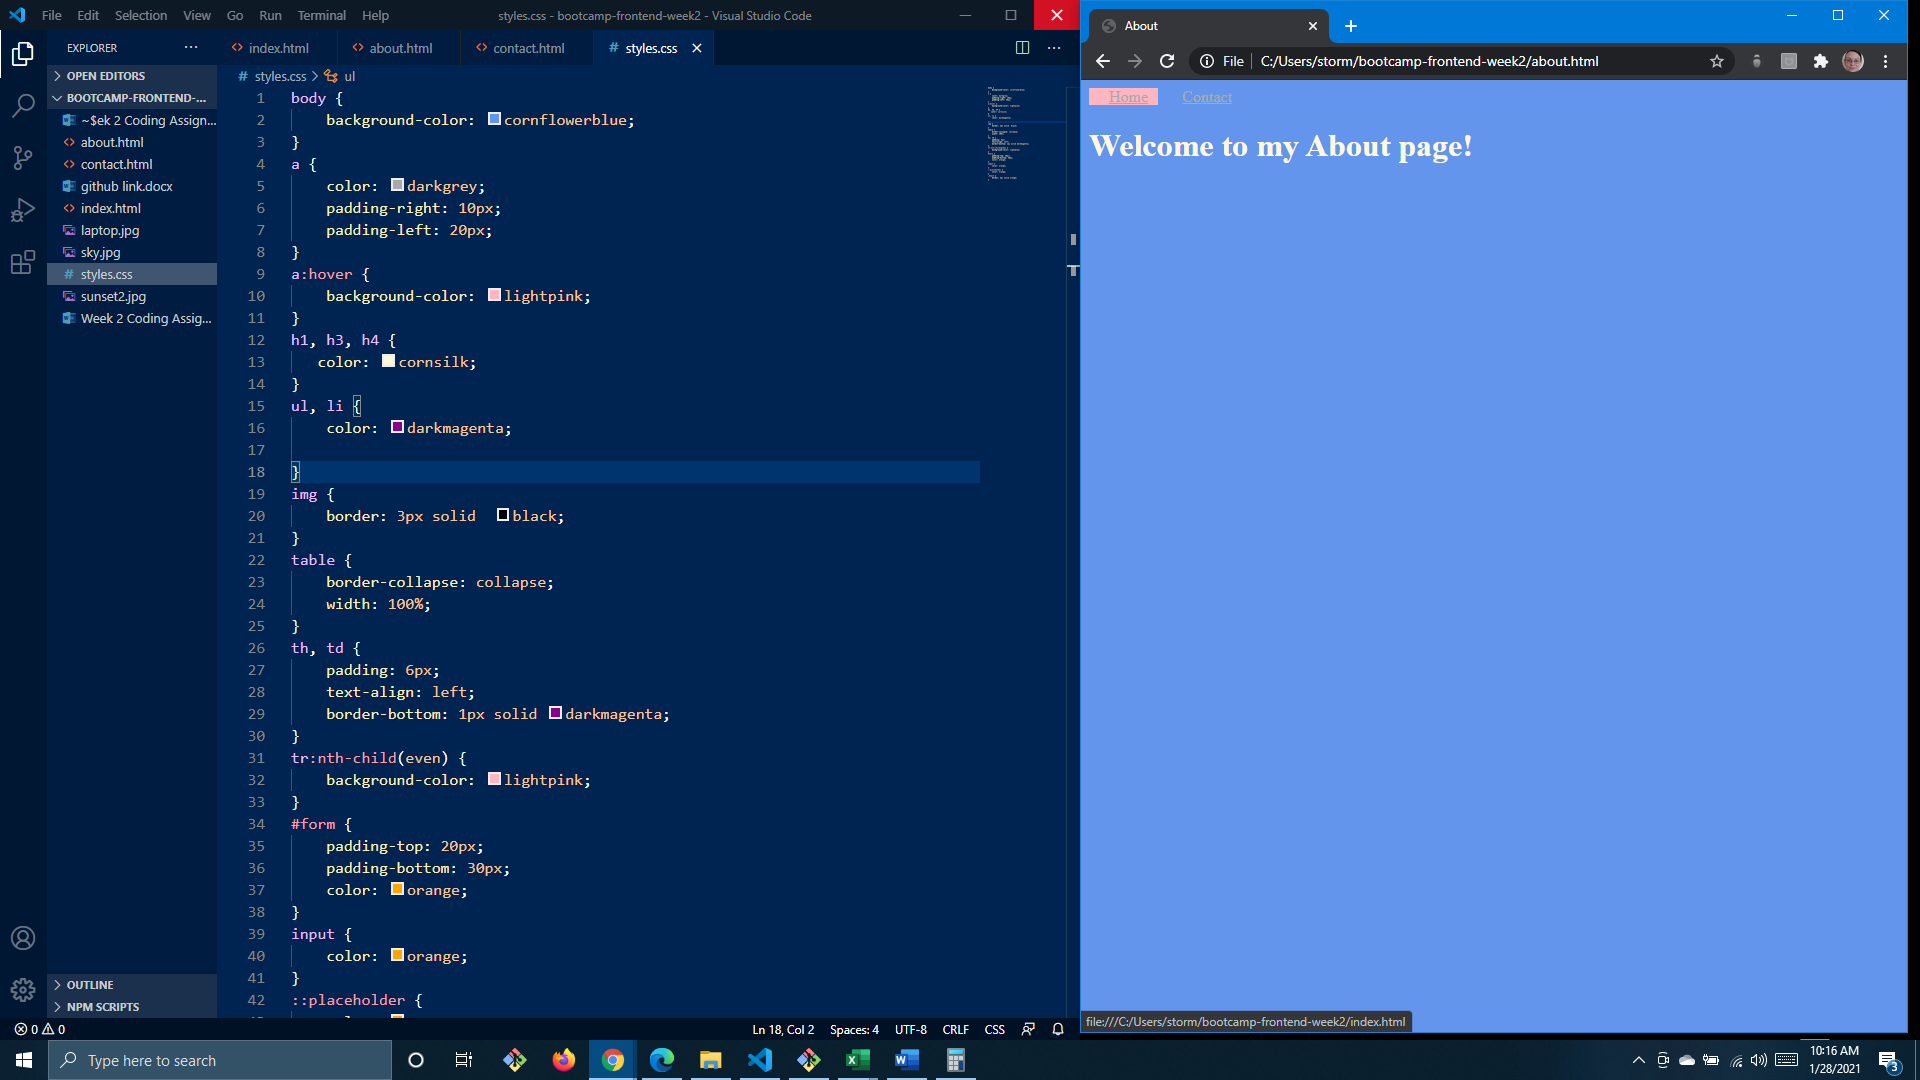 File Edit Selection View Go Run Terminal Help
styles.css - bootcamp-frontend-week2 - Visual Studio Code
EXPLORER
index.html
about.html
contact.html
# styles.css
OPEN EDITORS
BOOTCAMP-FRONTEND-...
~$ek 2 Coding Assign...
about.html
contact.html
github link.docx
index.html
laptop.jpg
sky.jpg
# styles.css
sunset2.jpg
Week 2 Coding Assig...
OUTLINE
NPM SCRIPTS
# styles.css > ul
1 body {
2 background-color: cornflowerblue;
3 }
4 a {
5 color: darkgrey;
6 padding-right: 10px;
7 padding-left: 20px;
8 }
9 a:hover {
10 background-color: lightpink;
11 }
12 h1, h3, h4 {
13 color: cornsilk;
14 }
15 ul, li {
16 color: darkmagenta;
17
18 }
19 img {
20 border: 3px solid black;
21 }
22 table {
23 border-collapse: collapse;
24 width: 100%;
25 }
26 th, td {
27 padding: 6px;
28 text-align: left;
29 border-bottom: 1px solid darkmagenta;
30 }
31 tr:nth-child(even) {
32 background-color: lightpink;
33 }
34 #form {
35 padding-top: 20px;
36 padding-bottom: 30px;
37 color: orange;
38 }
39 input {
40 color: orange;
41 }
42 ::placeholder {
0 0
Ln 18, Col 2 Spaces: 4 UTF-8 CRLF CSS
About
File C:/Users/storm/bootcamp-frontend-week2/about.html
Home Contact
Welcome to my About page!
file:///C:/Users/storm/bootcamp-frontend-week2/index.html
Type here to search
10:16 AM
1/28/2021
3